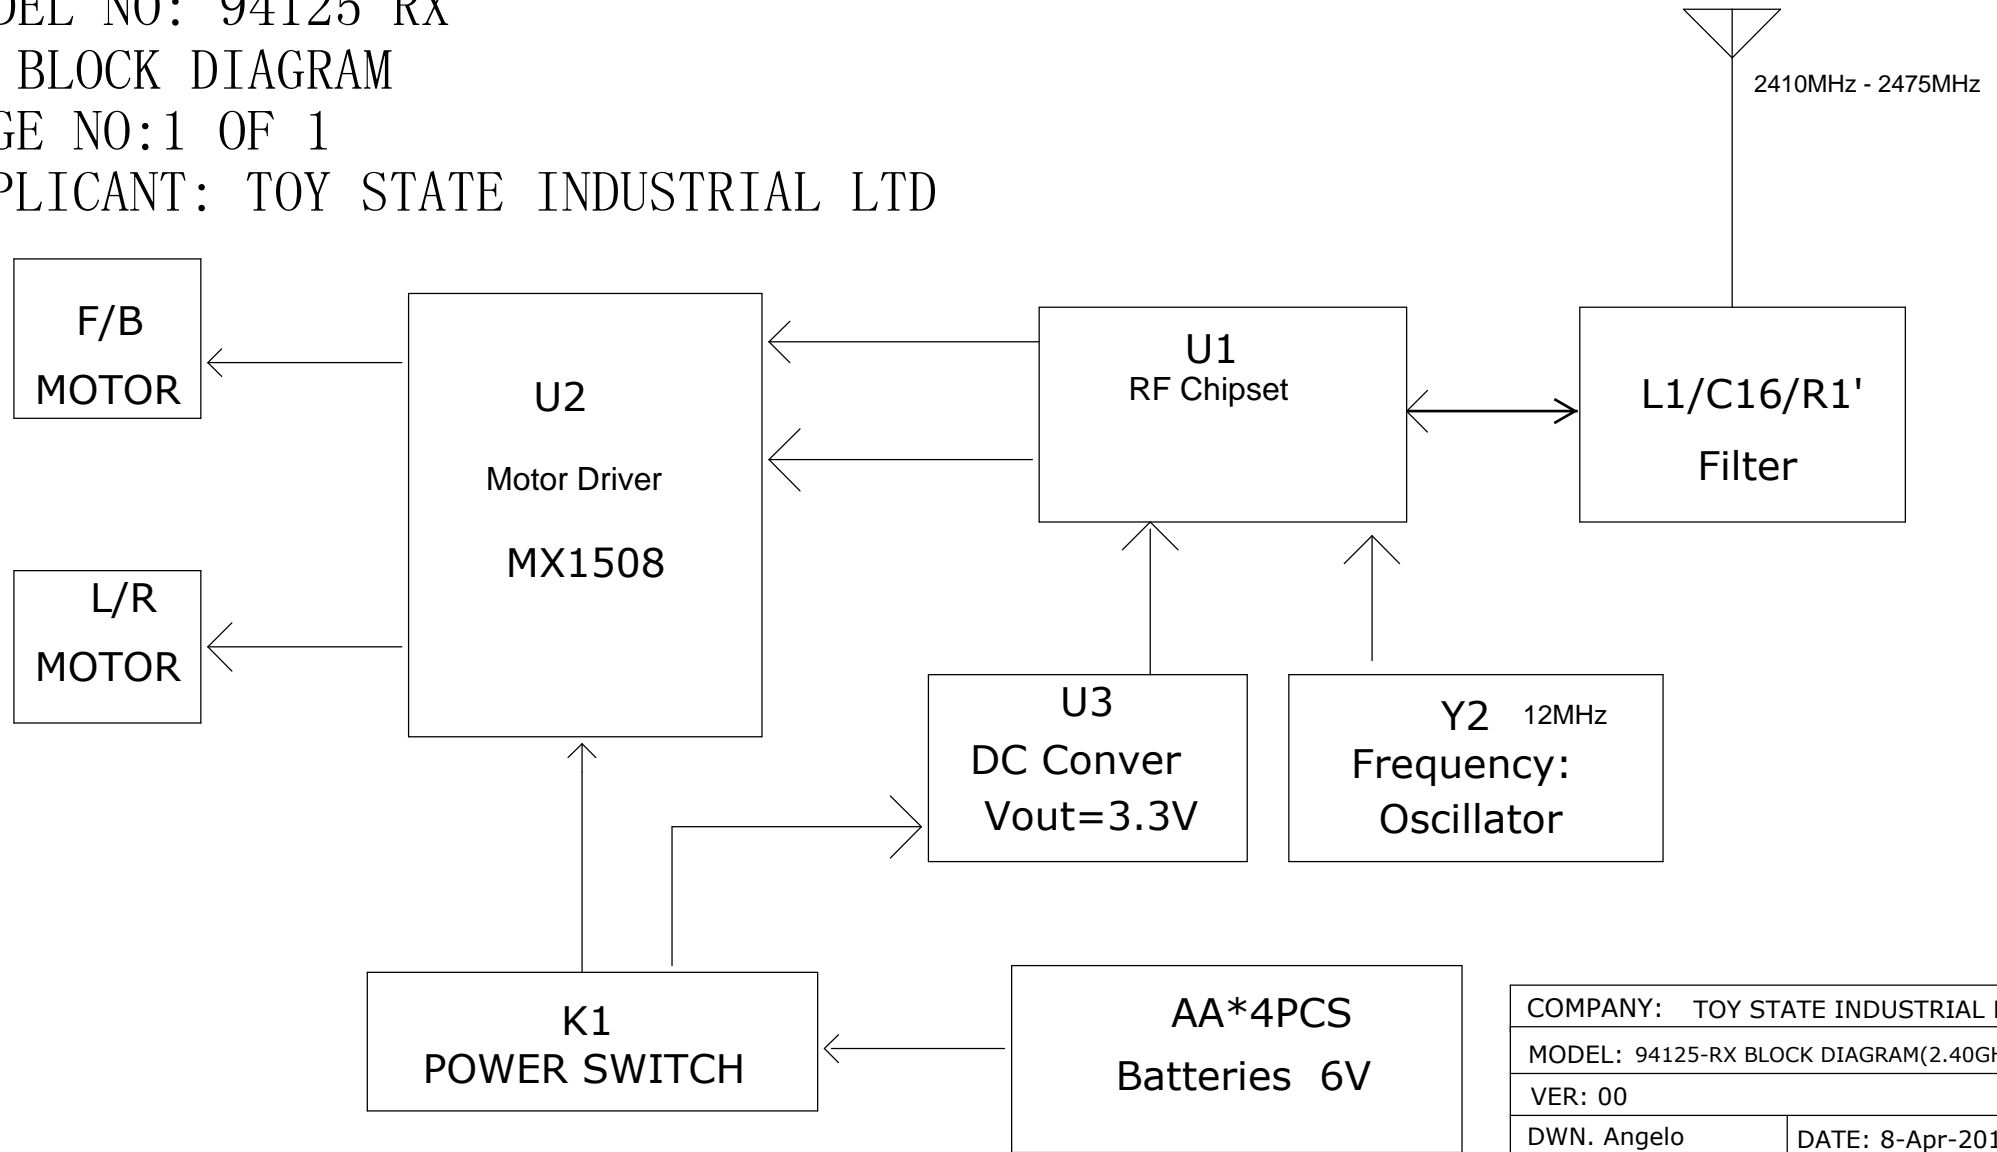 DEL NO: 94125 RX
BLOCK DIAGRAM
GE NO:1 OF 1
PLICANT: TOY STATE INDUSTRIAL LTD
2410MHz - 2475MHz
F/B
MOTOR
U2
Motor Driver
MX1508
U1
RF Chipset
L1/C16/R1'
Filter
L/R
MOTOR
U3
DC Conver
Vout=3.3V
Y2 12MHz
Frequency:
Oscillator
K1
POWER SWITCH
AA*4PCS
Batteries 6V
COMPANY: TOY STATE INDUSTRIAL
MODEL: 94125-RX BLOCK DIAGRAM(2.40GH
VER: 00
DWN. Angelo
DATE: 8-Apr-201